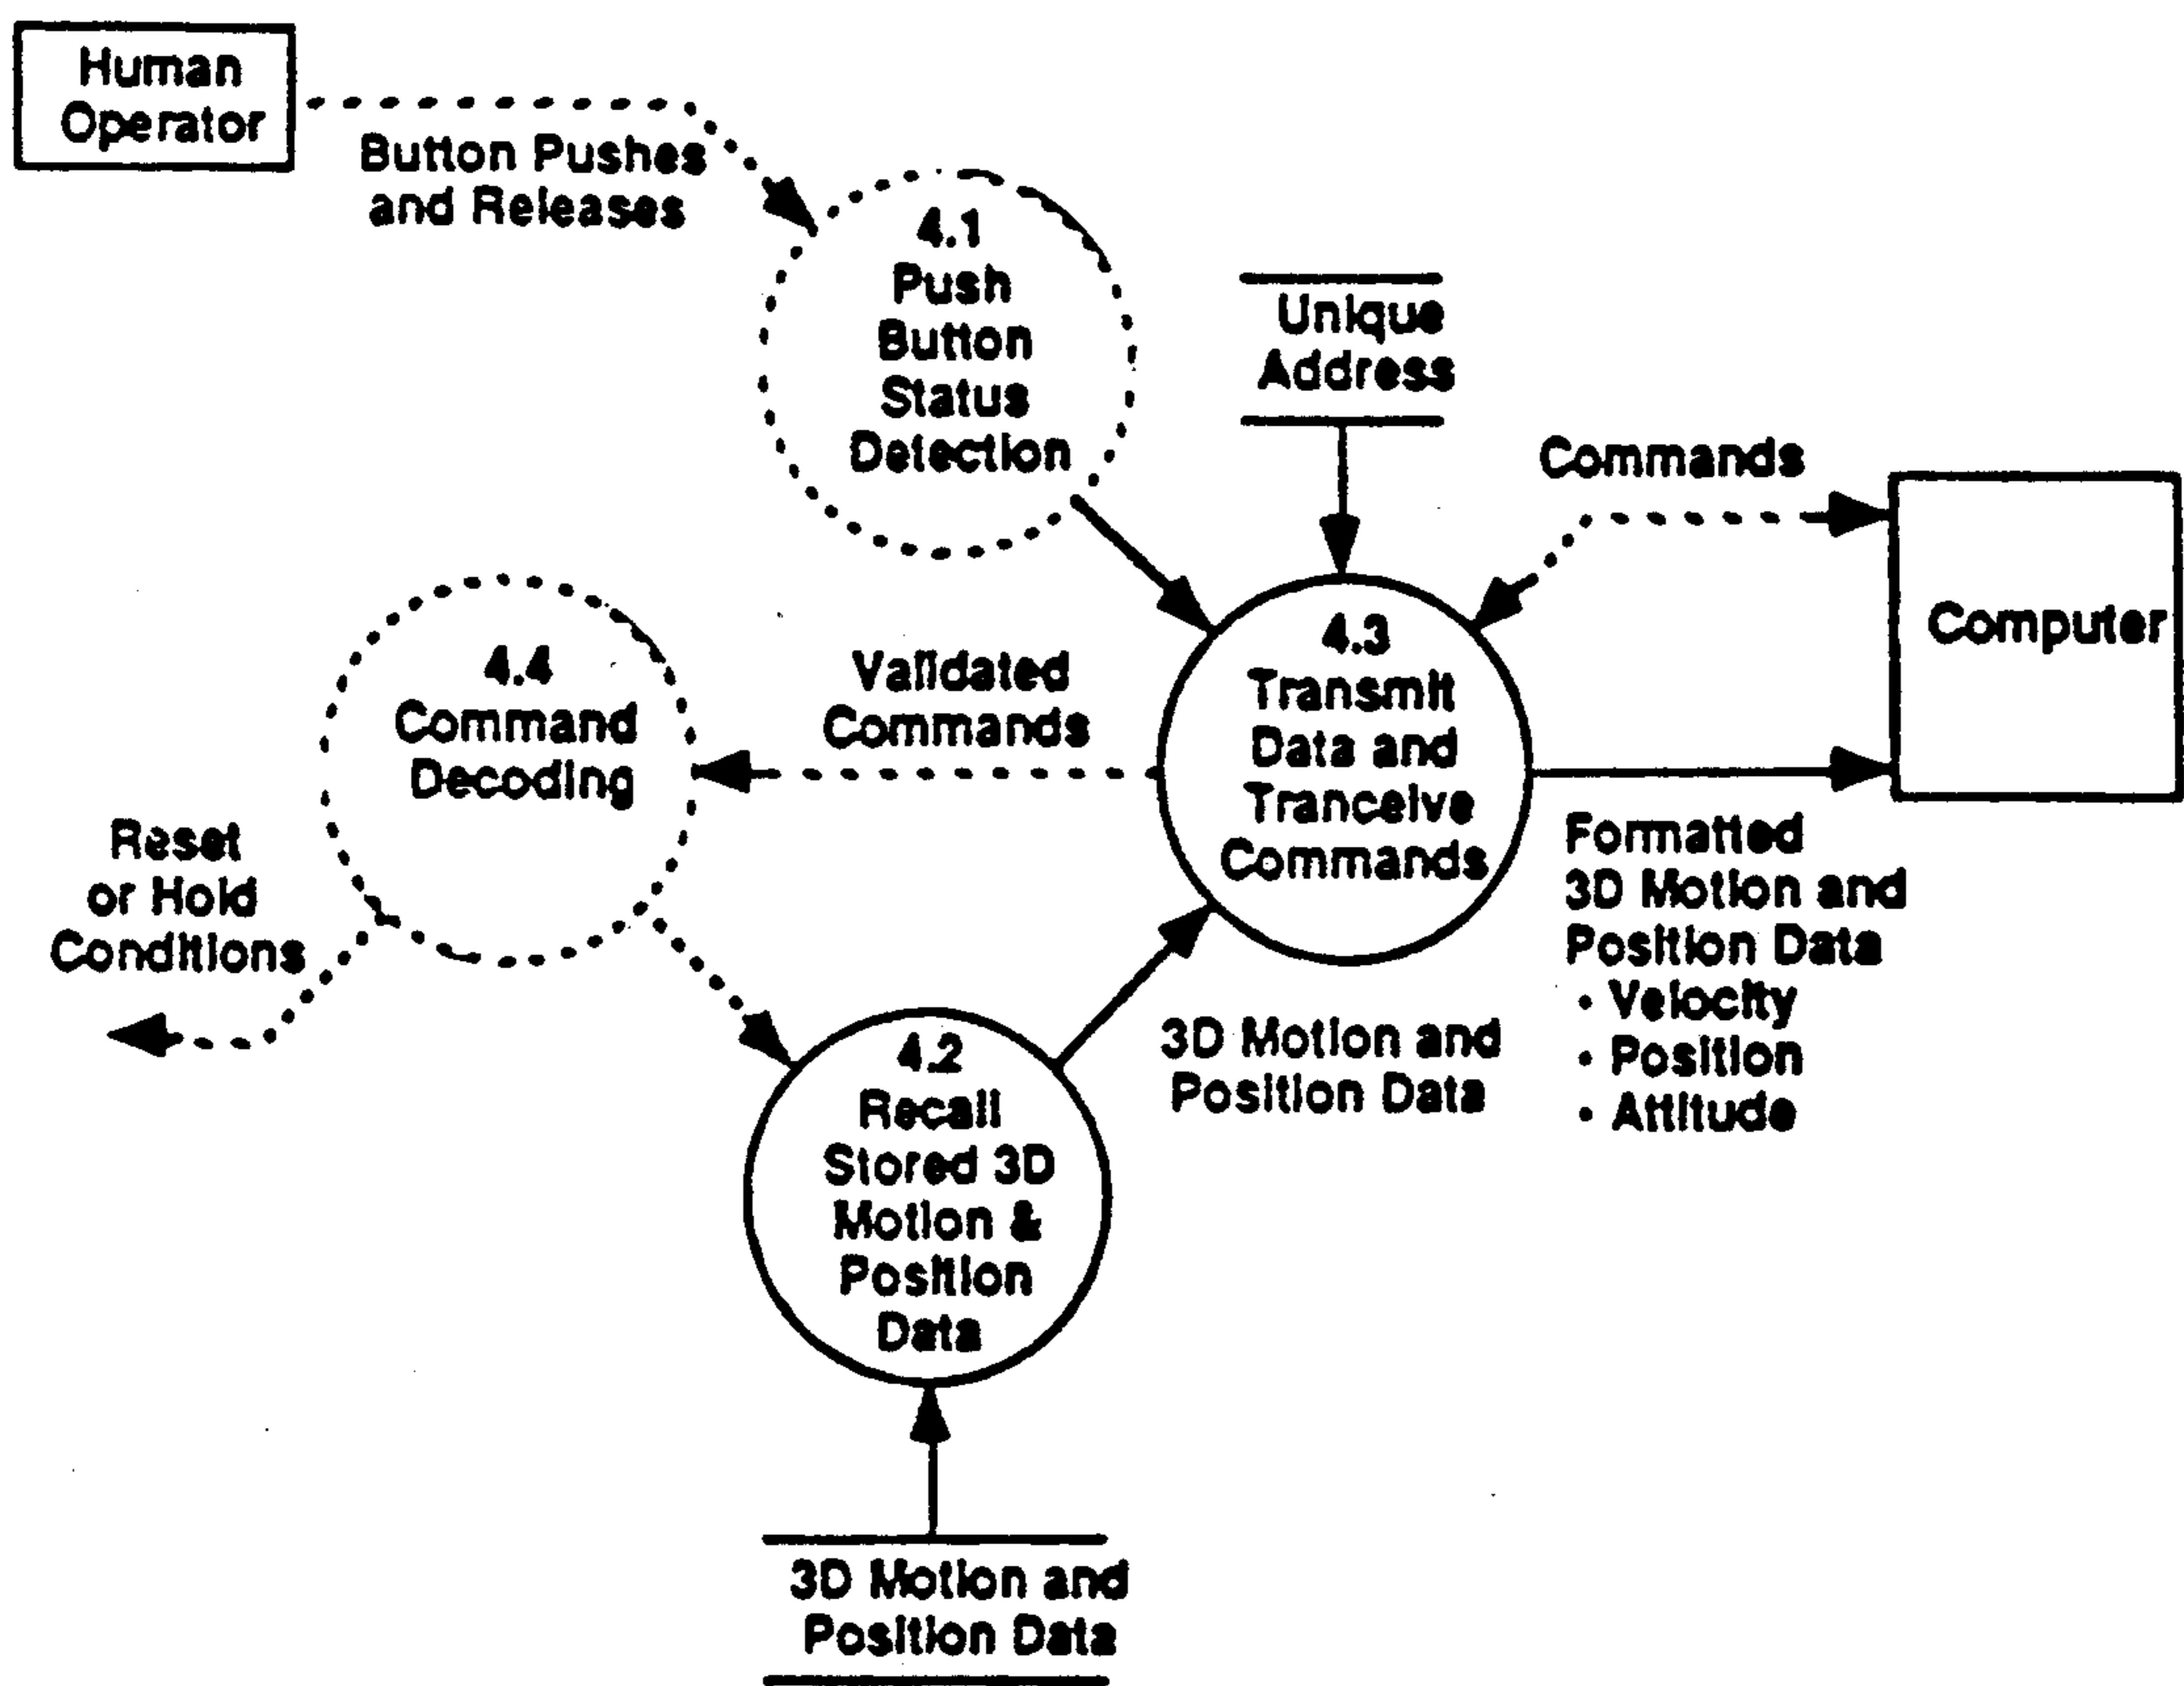 Human
Operator
Button Pushes
and Releases
4.1
Push
Button
Status
Detection
Unique
Address
Commands
Computer
4.3
Transmit
Data and
Tranceive
Commands
Validated
Commands
4.4
Command
Decoding
Reset
or Hold
Conditions
Formatted
3D Motion and
Position Data
• Velocity
• Position
• Attitude
3D Motion and
Position Data
4.2
Recall
Stored 3D
Motion &
Position
Data
3D Motion and
Position Data